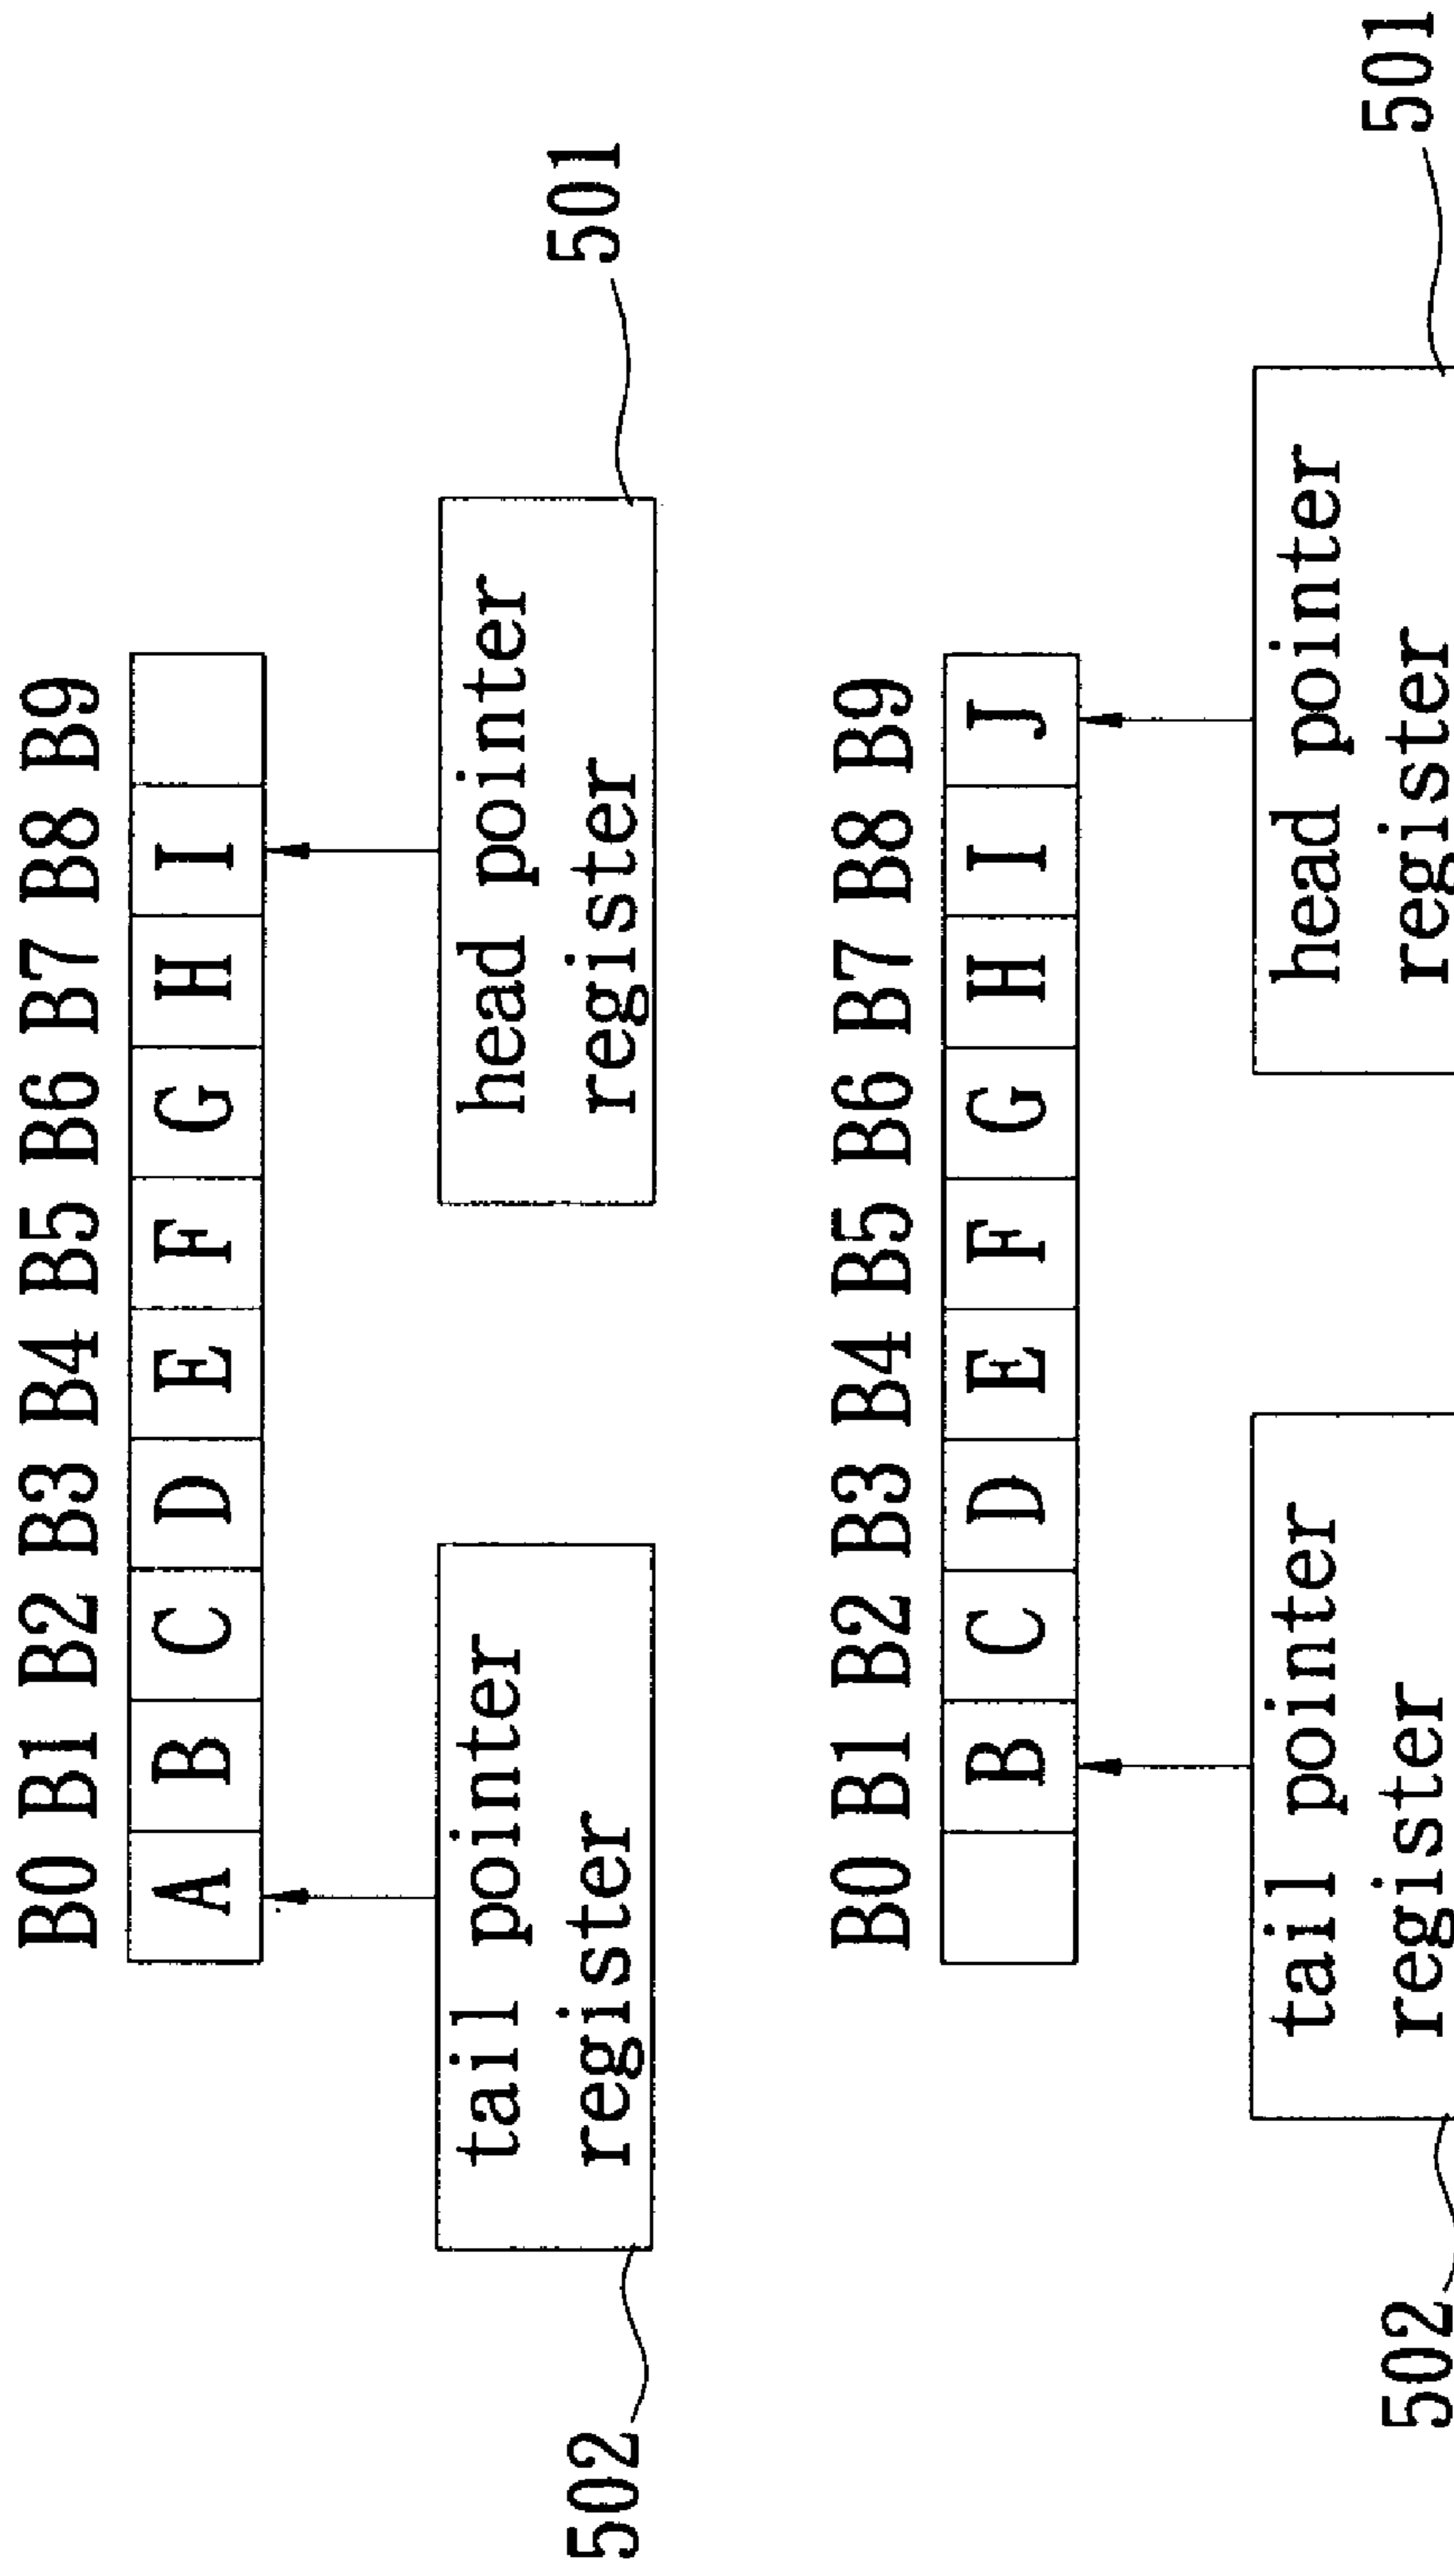 B0 B1 B2 B3 B4 B5 B6 B7 B8 B9
A B C D E F G H I
502
tail pointer
register
head pointer
register
501
B0 B1 B2 B3 B4 B5 B6 B7 B8 B9
B C D E F G H I J
502
tail pointer
register
head pointer
register
501